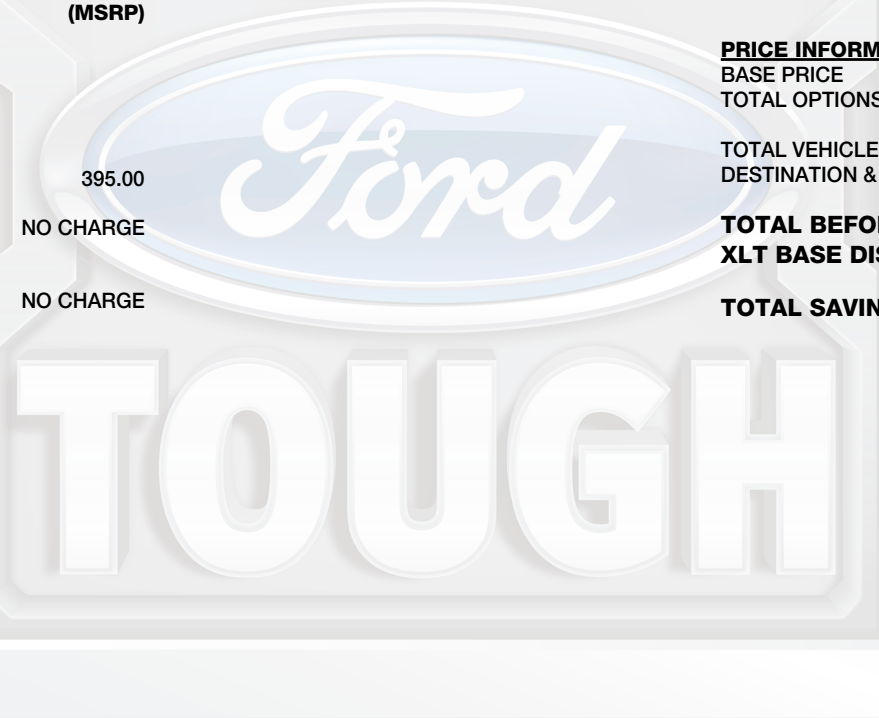 (MSRP)
395.00
NO CHARGE
NO CHARGE
PRICE INFORM
BASE PRICE
TOTAL OPTIONS
TOTAL VEHICLE
DESTINATION &
TOTAL BEFO
XLT BASE DIS
TOTAL SAVIN
Ford
TOUGH